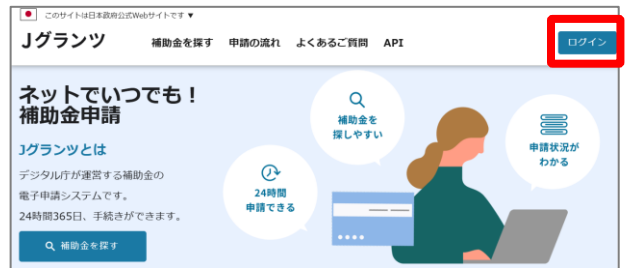 このサイトは日本政府公式Webサイトです ▼
Jグランツ 補助金を探す 申請の流れ よくあるご質問 API ログイン
ネットでいつでも！
補助金申請
Jグランツとは
デジタル庁が運営する補助金の
電子申請システムです。
24時間365日、手続きができます。
補助金を探す
補助金を
探しやすい
24時間
申請できる
申請状況が
わかる